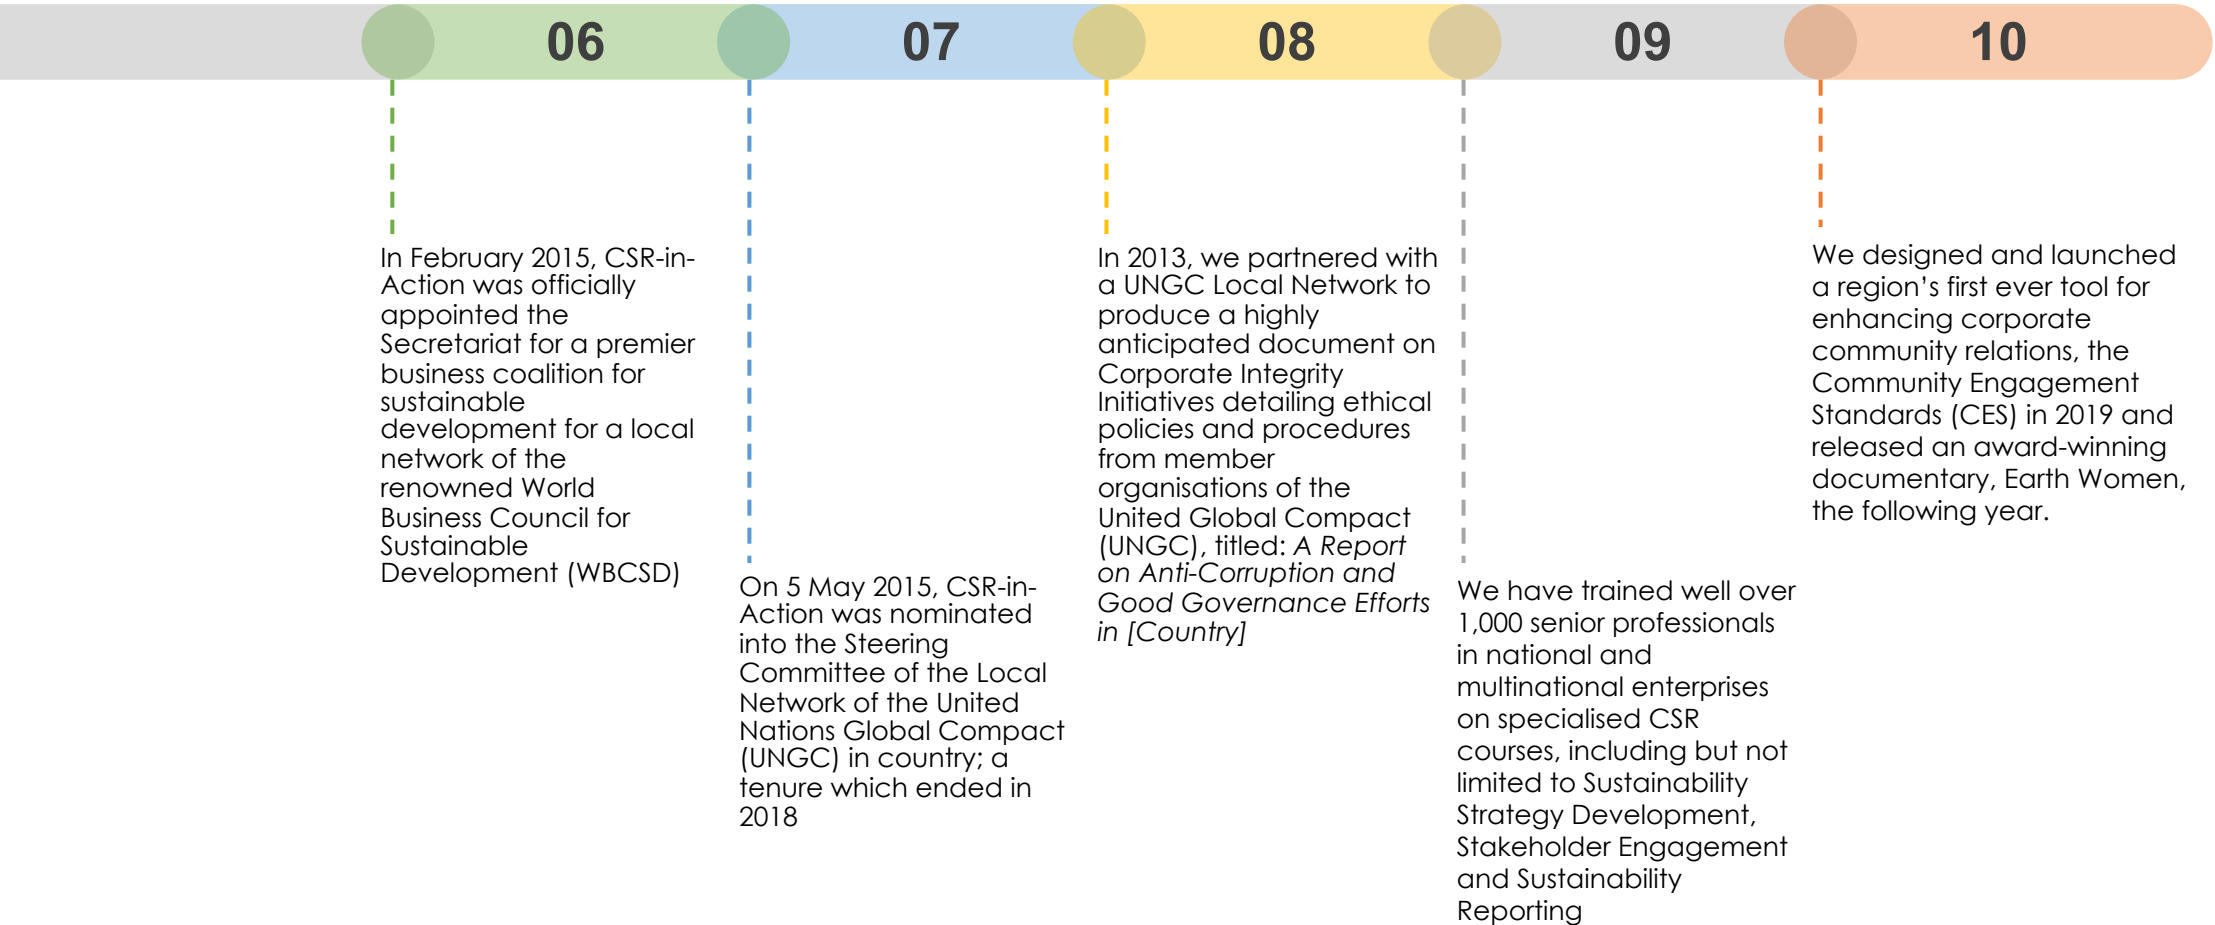 06
07
08
09
10
In February 2015, CSR-in-
Action was officially
appointed the
Secretariat for a premier
business coalition for
sustainable
development for a local
network of the
renowned World
Business Council for
Sustainable
Development (WBCSD)
On 5 May 2015, CSR-in-
Action was nominated
into the Steering
Committee of the Local
Network of the United
Nations Global Compact
(UNGC) in country; a
tenure which ended in
2018
In 2013, we partnered with
a UNGC Local Network to
produce a highly
anticipated document on
Corporate Integrity
Initiatives detailing ethical
policies and procedures
from member
organisations of the
United Global Compact
(UNGC), titled: A Report
on Anti-Corruption and
Good Governance Efforts
in [Country]
We have trained well over
1,000 senior professionals
in national and
multinational enterprises
on specialised CSR
courses, including but not
limited to Sustainability
Strategy Development,
Stakeholder Engagement
and Sustainability
Reporting
We designed and launched
a region’s first ever tool for
enhancing corporate
community relations, the
Community Engagement
Standards (CES) in 2019 and
released an award-winning
documentary, Earth Women,
the following year.